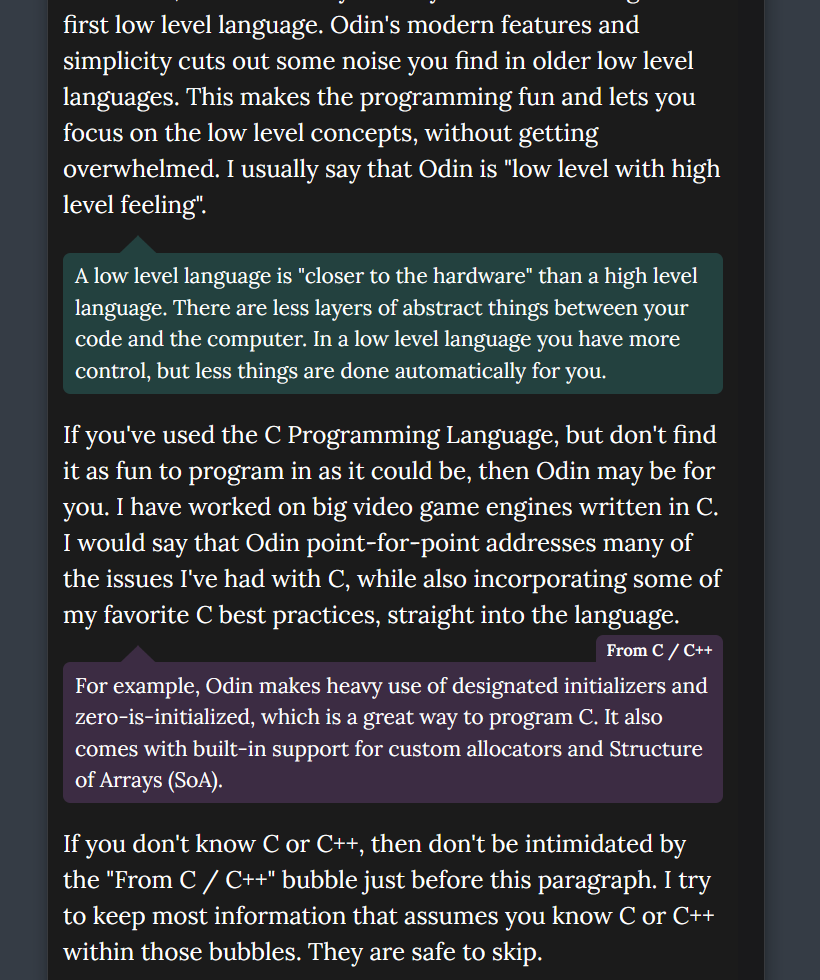 first low level language. Odin's modern features and
simplicity cuts out some noise you find in older low level
languages. This makes the programming fun and lets you
focus on the low level concepts, without getting
overwhelmed. I usually say that Odin is "low level with high
level feeling".
A low level language is "closer to the hardware" than a high level
language. There are less layers of abstract things between your
code and the computer. In a low level language you have more
control, but less things are done automatically for you.
If you've used the C Programming Language, but don't find
it as fun to program in as it could be, then Odin may be for
you. I have worked on big video game engines written in C.
I would say that Odin point-for-point addresses many of
the issues I've had with C, while also incorporating some of
my favorite C best practices, straight into the language.
From C / C++
For example, Odin makes heavy use of designated initializers and
zero-is-initialized, which is a great way to program C. It also
comes with built-in support for custom allocators and Structure
of Arrays (SoA).
If you don't know C or C++, then don't be intimidated by
the "From C / C++" bubble just before this paragraph. I try
to keep most information that assumes you know C or C++
within those bubbles. They are safe to skip.